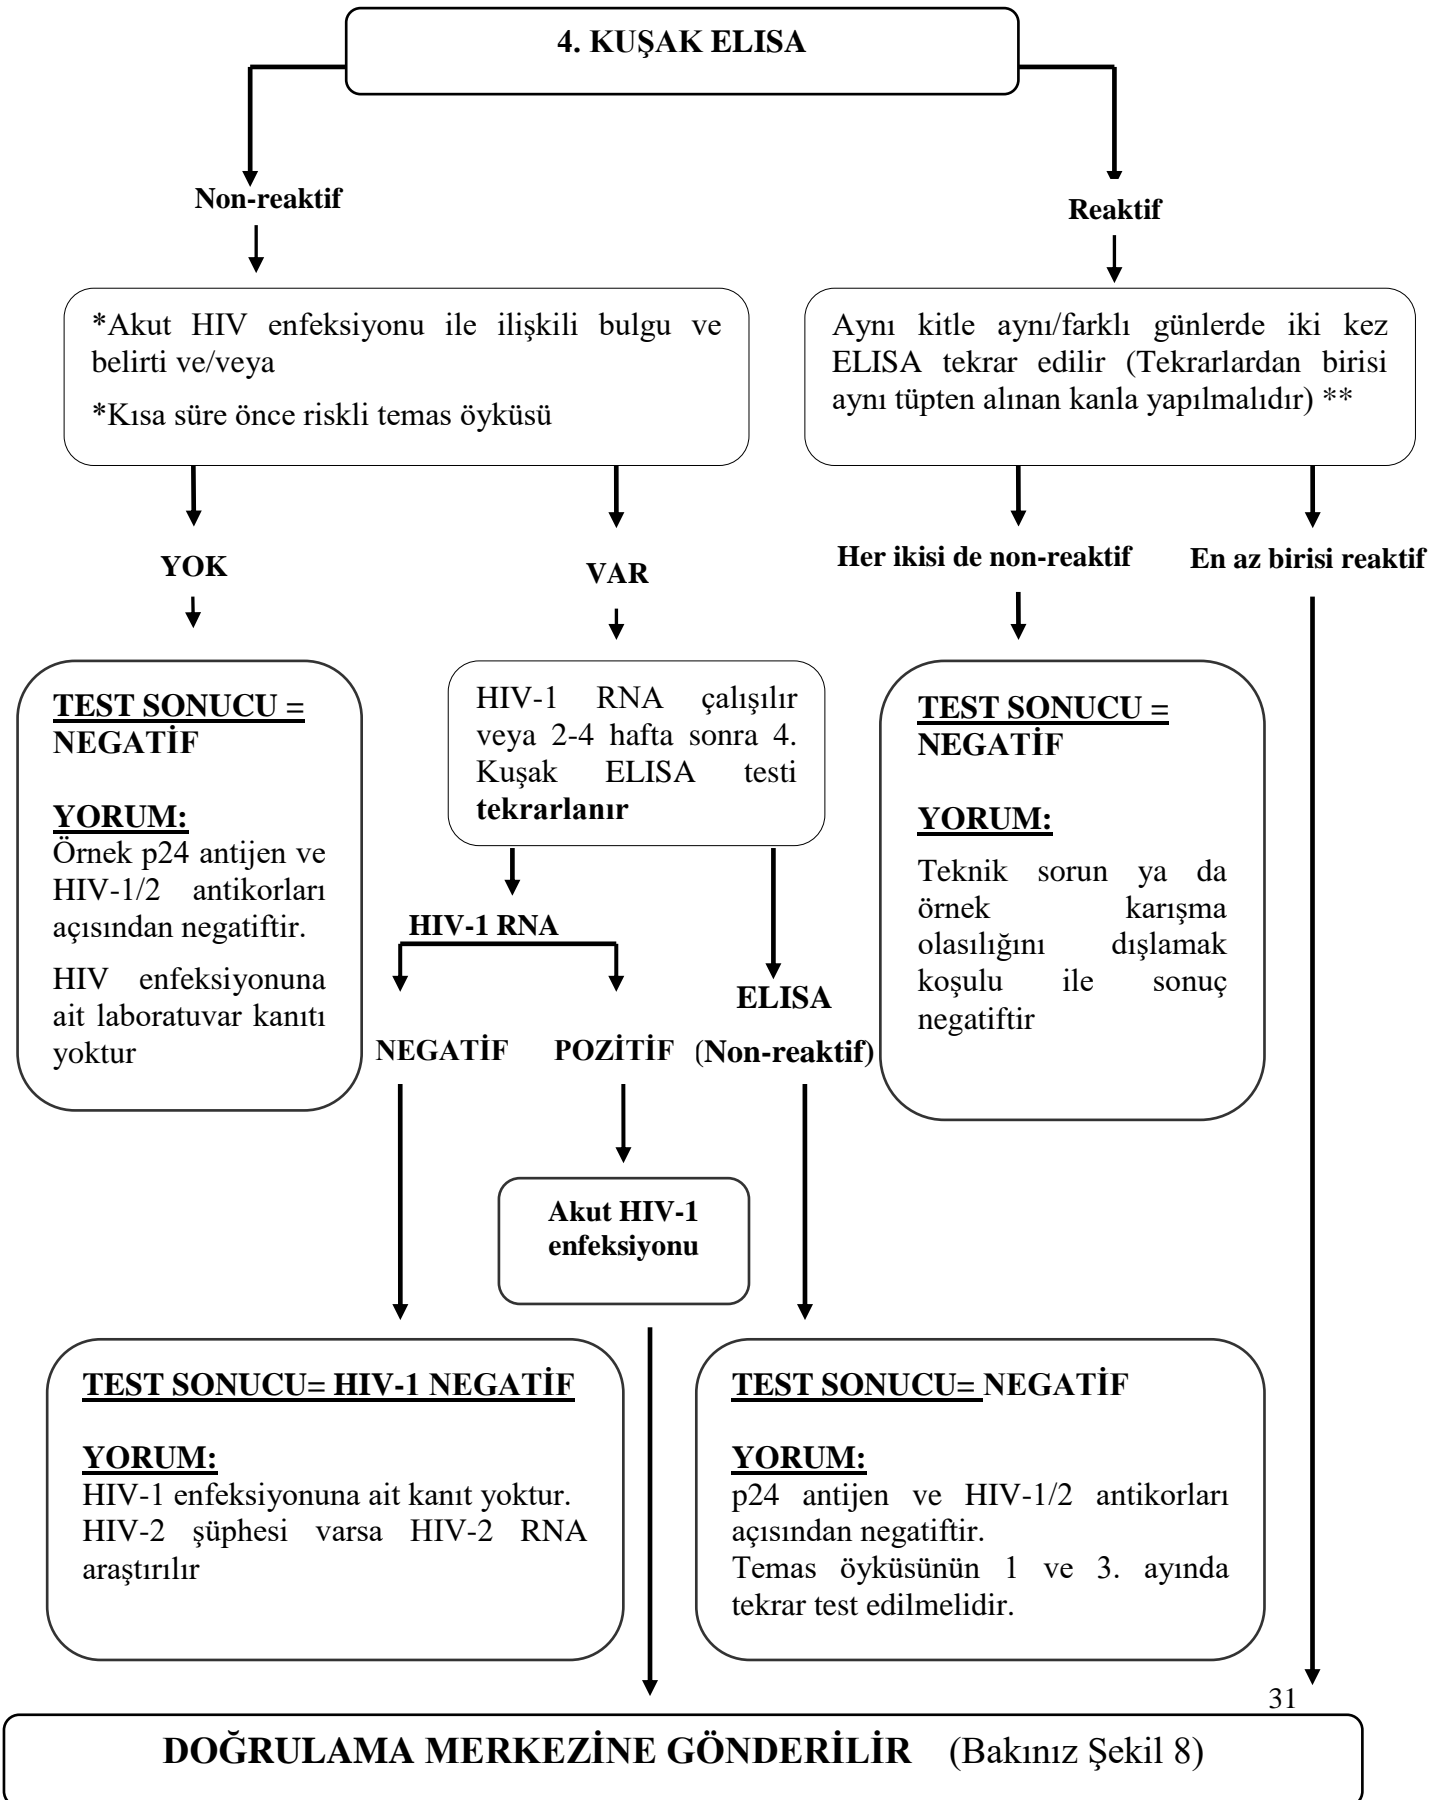 4. KUŞAK ELISA
Non-reaktif
Reaktif
*Akut HIV enfeksiyonu ile ilişkili bulgu ve
belirti ve/veya
*Kısa süre önce riskli temas öyküsü
Aynı kitle aynı/farklı günlerde iki kez
ELISA tekrar edilir (Tekrarlardan birisi
aynı tüpten alınan kanla yapılmalıdır) **
YOK
VAR
Her ikisi de non-reaktif
En az birisi reaktif
TEST SONUCU =
NEGATİF
YORUM:
Örnek p24 antijen ve
HIV-1/2 antikorları
açısından negatiftir.
HIV enfeksiyonuna
ait laboratuvar kanıtı
yoktur
HIV-1 RNA çalışılır
veya 2-4 hafta sonra 4.
Kuşak ELISA testi
tekrarlanır
TEST SONUCU =
NEGATİF
YORUM:
Teknik sorun ya da
örnek karışma
olasılığını dışlamak
koşulu ile sonuç
negatiftir
HIV-1 RNA
NEGATİF
POZİTİF
ELISA
(Non-reaktif)
Akut HIV-1
enfeksiyonu
TEST SONUCU= HIV-1 NEGATİF
YORUM:
HIV-1 enfeksiyonuna ait kanıt yoktur.
HIV-2 şüphesi varsa HIV-2 RNA
araştırılır
TEST SONUCU= NEGATİF
YORUM:
p24 antijen ve HIV-1/2 antikorları
açısından negatiftir.
Temas öyküsünün 1 ve 3. ayında
tekrar test edilmelidir.
31
DOĞRULAMA MERKEZİNE GÖNDERİLİR (Bakınız Şekil 8)